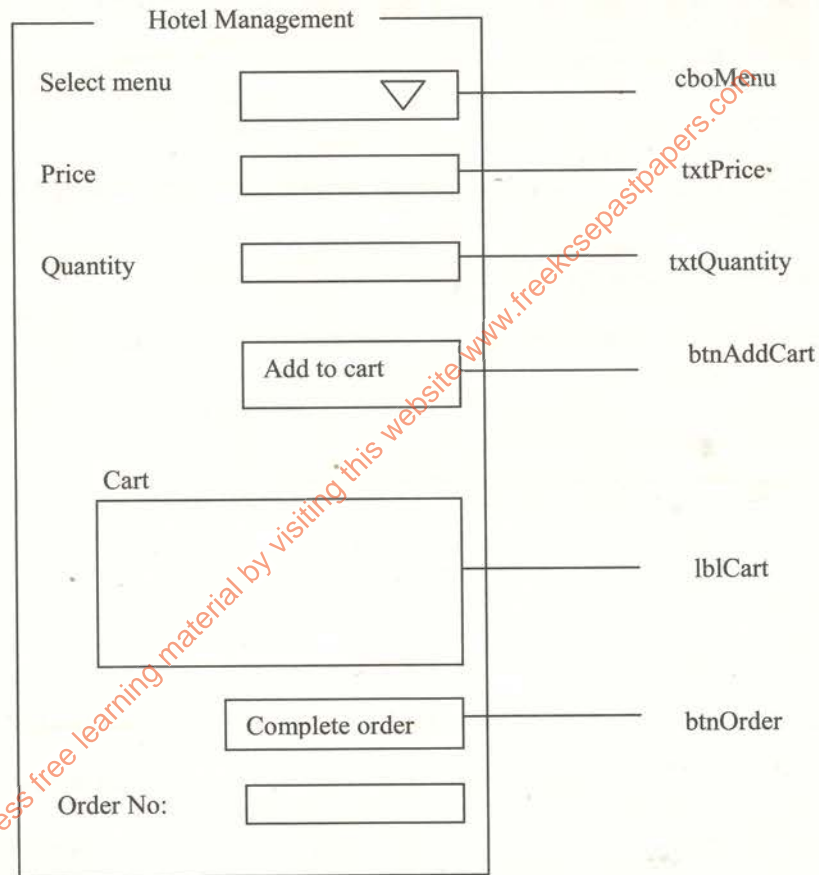 Hotel Management
Select menu
cboMenu
Price
txtPrice
Quantity
txtQuantity
Add to cart
btnAddCart
Cart
lblCart
Complete order
btnOrder
Order No:
free learning material by visiting this website www.freekcsepastpapers.com